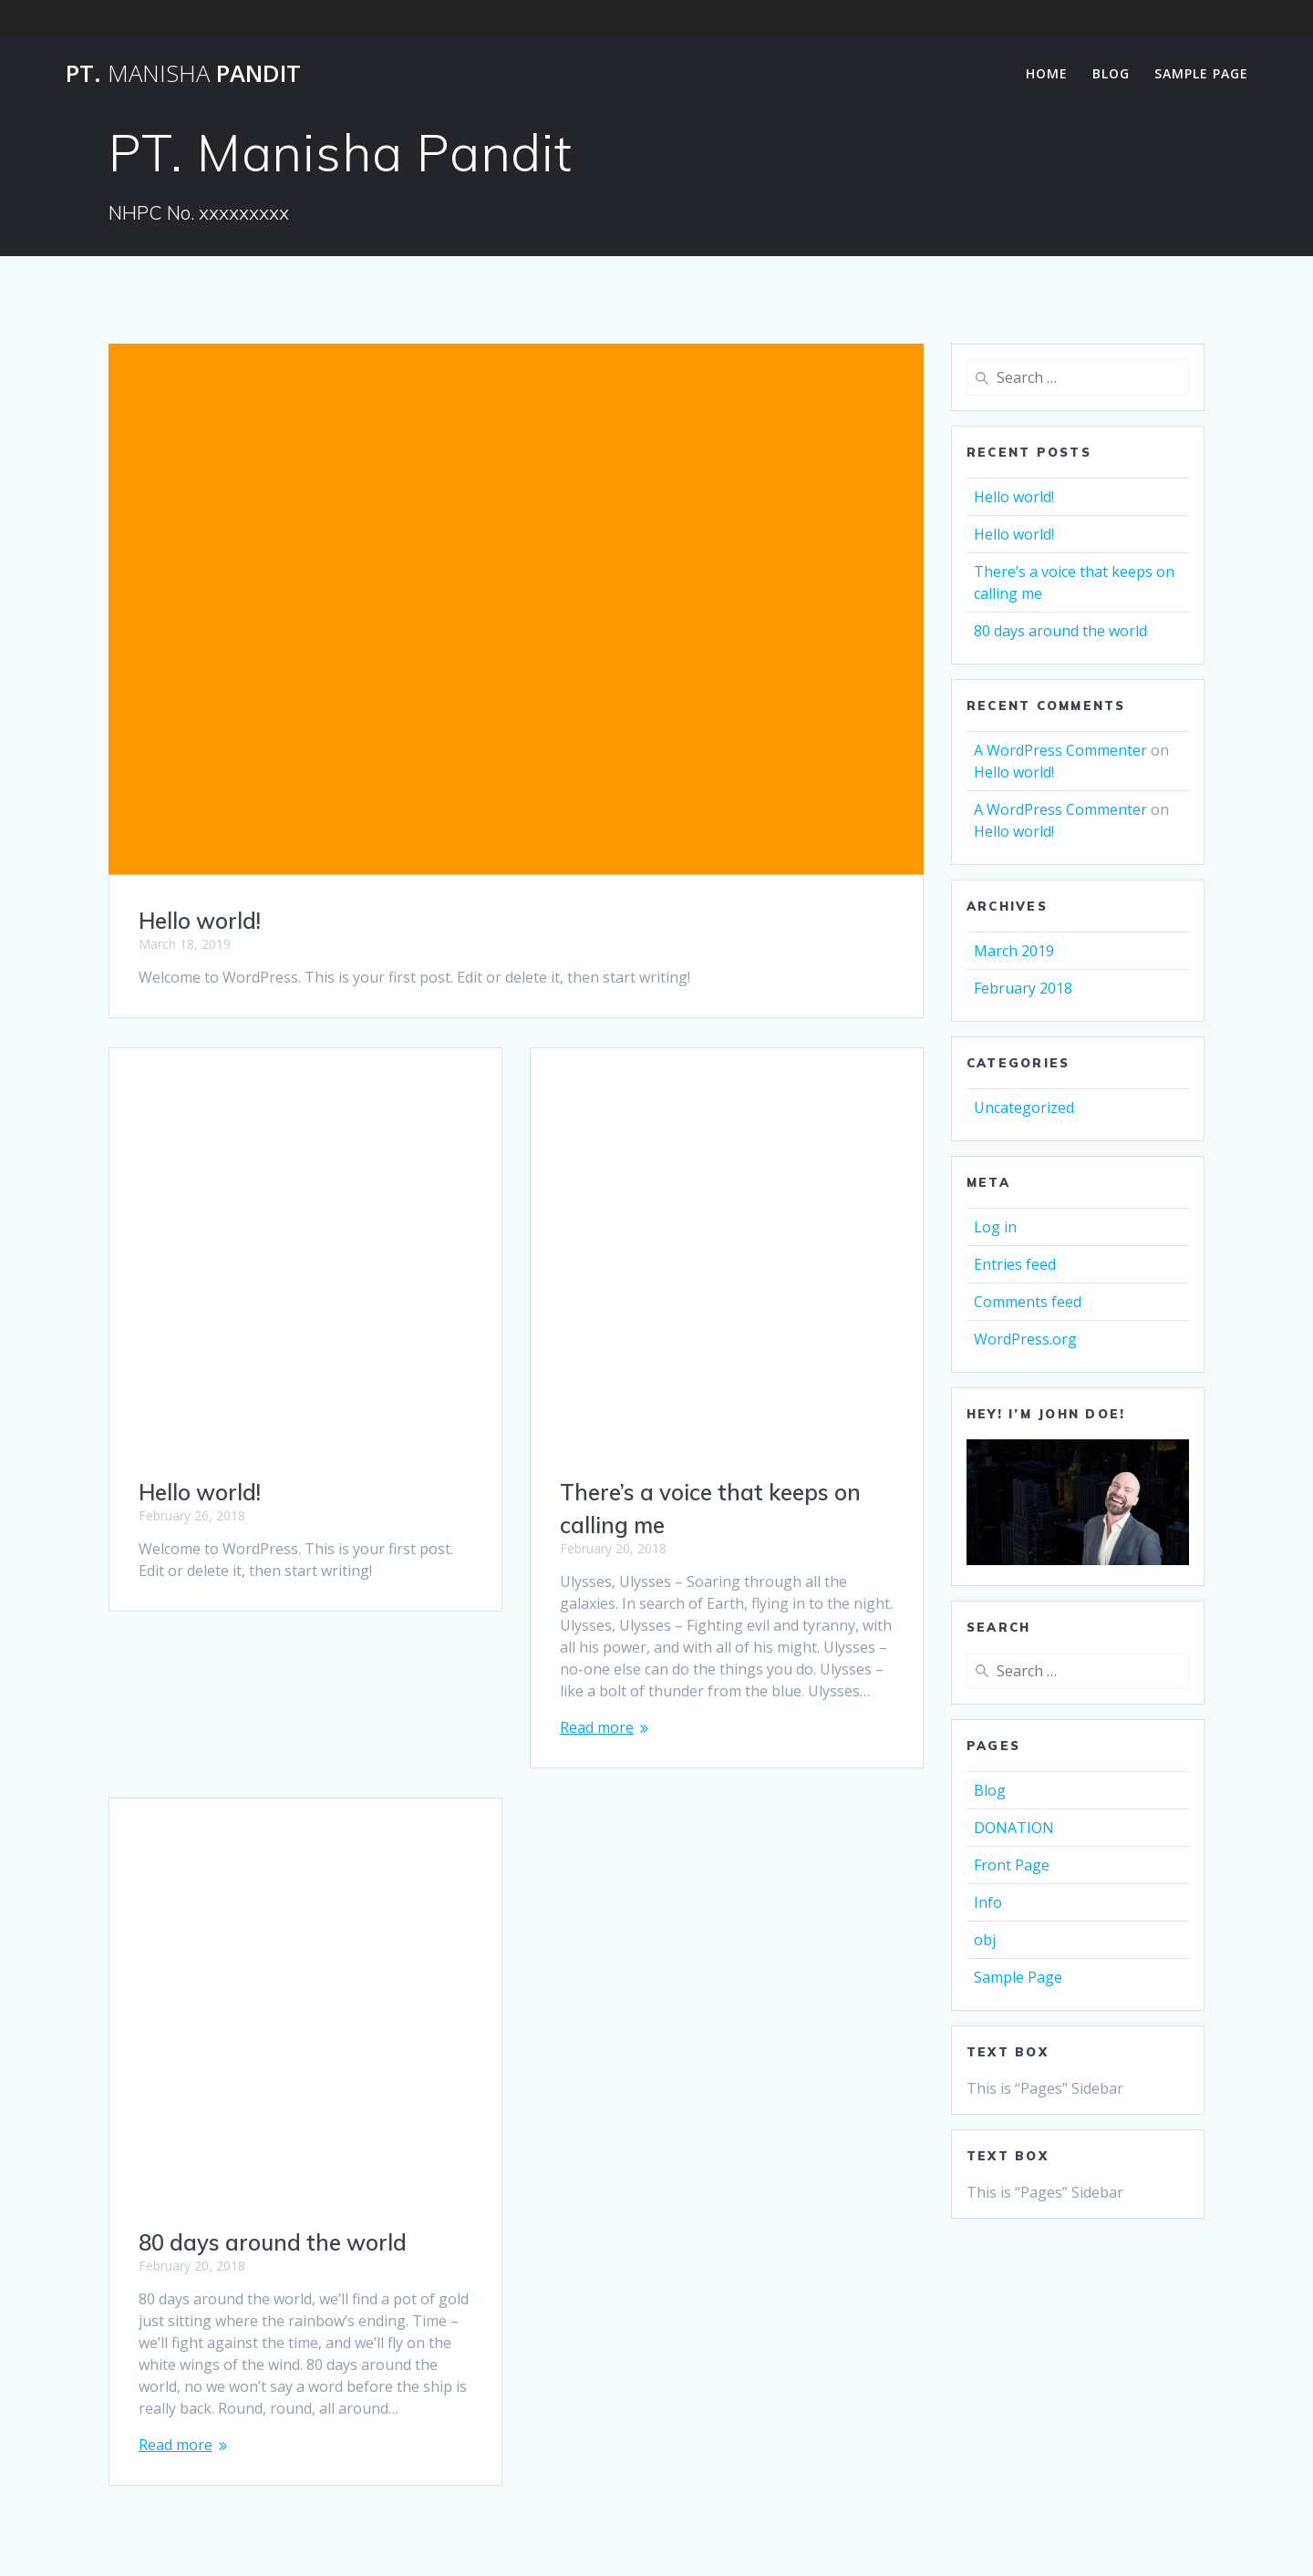 PT. MANISHA PANDIT
HOME BLOG SAMPLE PAGE
PT. Manisha Pandit
NHPC No. xxxxxxxxx
Hello world!
March 18, 2019
Welcome to WordPress. This is your first post. Edit or delete it, then start writing!
Hello world!
February 26, 2018
Welcome to WordPress. This is your first post.
Edit or delete it, then start writing!
There’s a voice that keeps on
calling me
February 20, 2018
Ulysses, Ulysses – Soaring through all the
galaxies. In search of Earth, flying in to the night.
Ulysses, Ulysses – Fighting evil and tyranny, with
all his power, and with all of his might. Ulysses –
no-one else can do the things you do. Ulysses –
like a bolt of thunder from the blue. Ulysses…
Read more »
80 days around the world
February 20, 2018
80 days around the world, we’ll find a pot of gold
just sitting where the rainbow’s ending. Time –
we’ll fight against the time, and we’ll fly on the
white wings of the wind. 80 days around the
world, no we won’t say a word before the ship is
really back. Round, round, all around…
Read more »
Search …
RECENT POSTS
Hello world!
Hello world!
There’s a voice that keeps on
calling me
80 days around the world
RECENT COMMENTS
A WordPress Commenter on
Hello world!
A WordPress Commenter on
Hello world!
ARCHIVES
March 2019
February 2018
CATEGORIES
Uncategorized
META
Log in
Entries feed
Comments feed
WordPress.org
HEY! I’M JOHN DOE!
SEARCH
Search …
PAGES
Blog
DONATION
Front Page
Info
obj
Sample Page
TEXT BOX
This is “Pages” Sidebar
TEXT BOX
This is “Pages” Sidebar